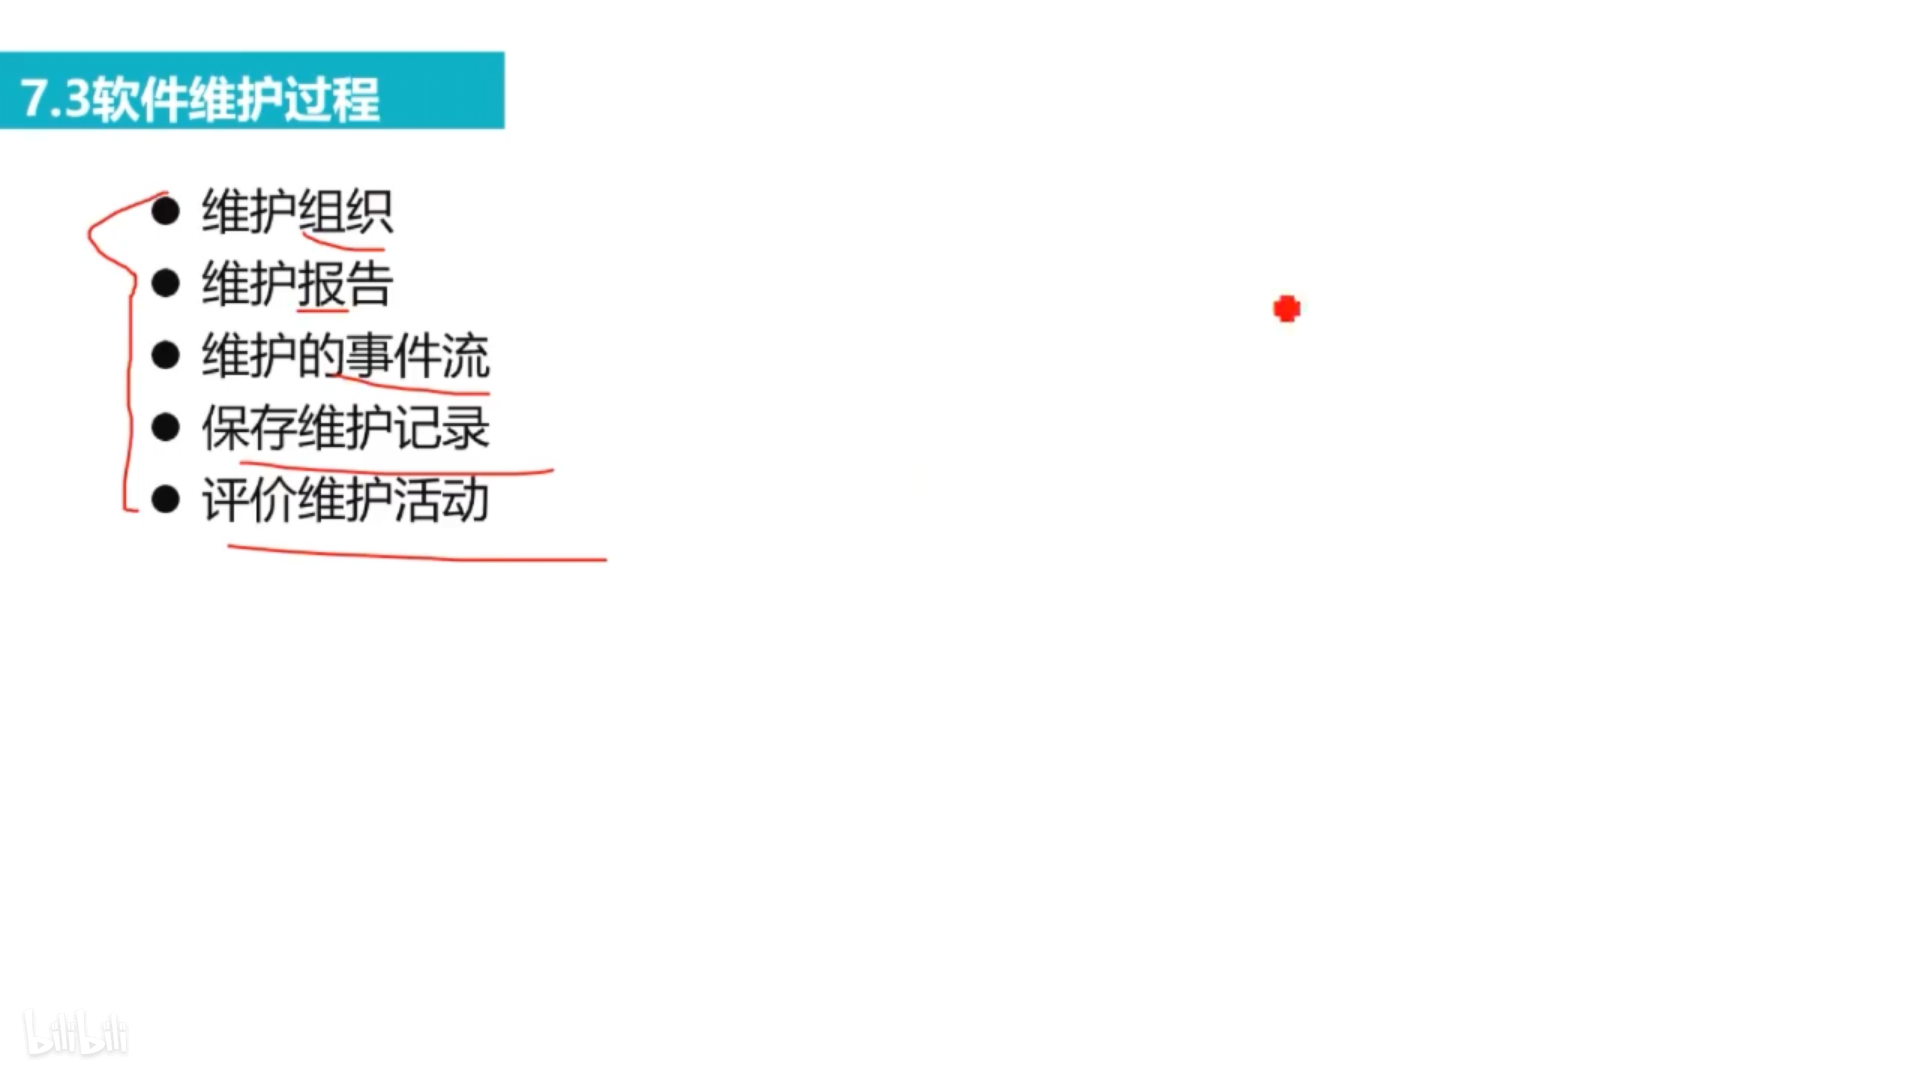 7.3软件维护过程
● 维护组织
● 维护报告
● 维护的事件流
● 保存维护记录
● 评价维护活动
bilibili